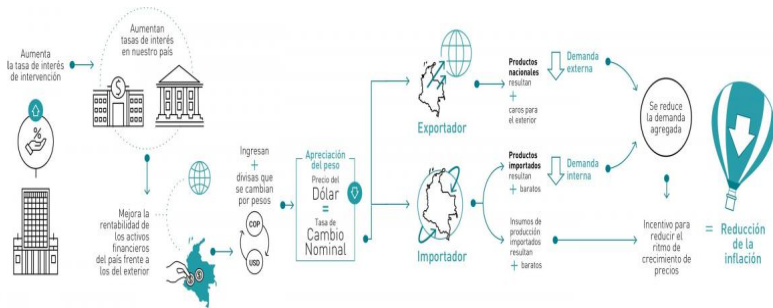 Aumenta
la tasa de interés
de intervención
%
Aumentan
tasas de interés
en nuestro país
$
Mejora la
rentabilidad de
los activos
financieros
del país frente a
los del exterior
Ingresan
+
divisas que
se cambian
por pesos
COP
USD
Apreciación
del peso
Precio del
Dólar
=
Tasa de
Cambio
Nominal
Exportador
Productos
nacionales
resultan
+
caros para
el exterior
Demanda
externa
Importador
Productos
importados
resultan
+ baratos
Demanda
interna
Insumos de
producción
importados
resultan
+ baratos
Se reduce
la demanda
agregada
Incentivo para
reducir el
ritmo de
crecimiento
de precios
= Reducción
de la
inflación